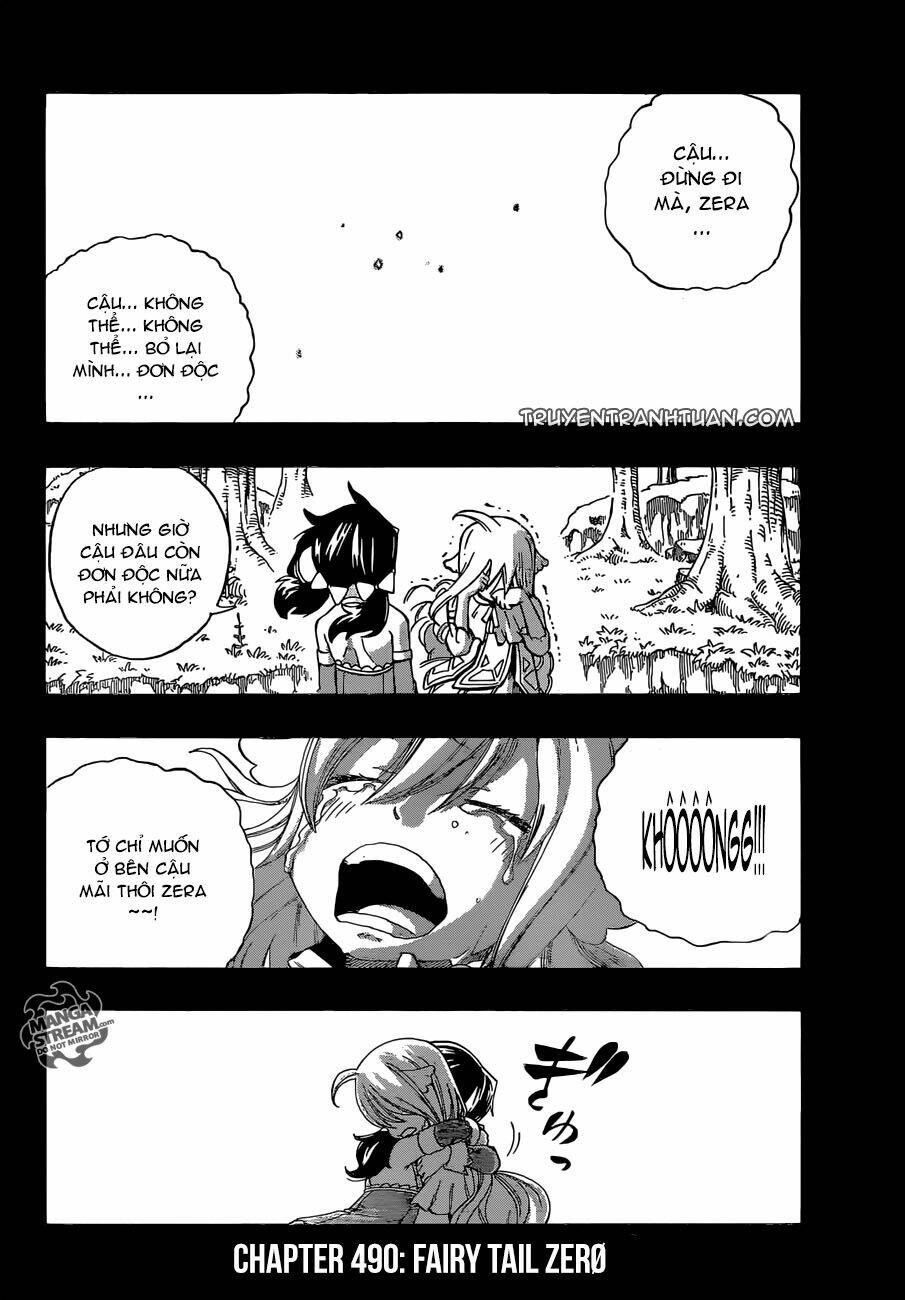 CẬU...
ĐỪNG ĐI
MÀ, ZERA
...
CẬU... KHÔNG
THỂ... KHÔNG
THỂ... BỎ LẠI
MÌNH... ĐƠN ĐỘC
...
TRUYENTRANHTUAN.COM
NHƯNG GIỜ
CẬU ĐÂU CÒN
ĐƠN ĐỘC NỮA
PHẢI KHÔNG?
KHÔÔÔÔNGG!!!
TỚ CHỈ MUỐN
Ở BÊN CẬU
MÃI THÔI ZERA
~~!
MANGA
STREAM.com
DO NOT MIRROR
ぎゅっ
CHAPTER 490: FAIRY TAIL ZERØ